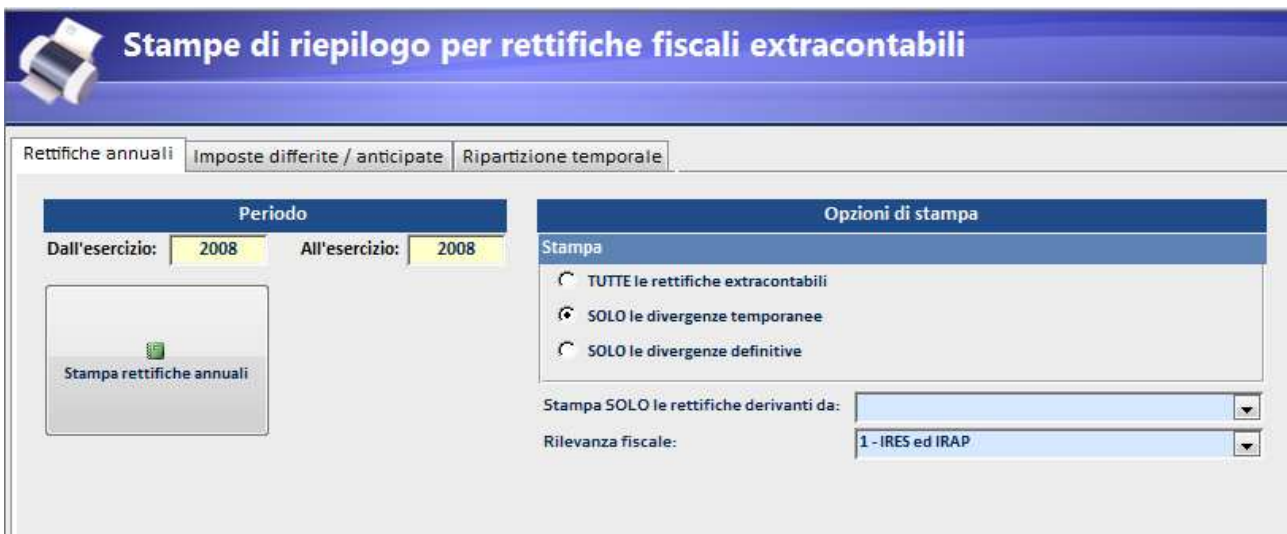 Stampe di riepilogo per rettifiche fiscali extracontabili
Rettifiche annuali Imposte differite / anticipate Ripartizione temporale
Periodo
Dall'esercizio: 2008 All'esercizio: 2008
Stampa rettifiche annuali
Opzioni di stampa
Stampa
TUTTE le rettifiche extracontabili
SOLO le divergenze temporanee
SOLO le divergenze definitive
Stampa SOLO le rettifiche derivanti da:
Rilevanza fiscale: 1 - IRES ed IRAP